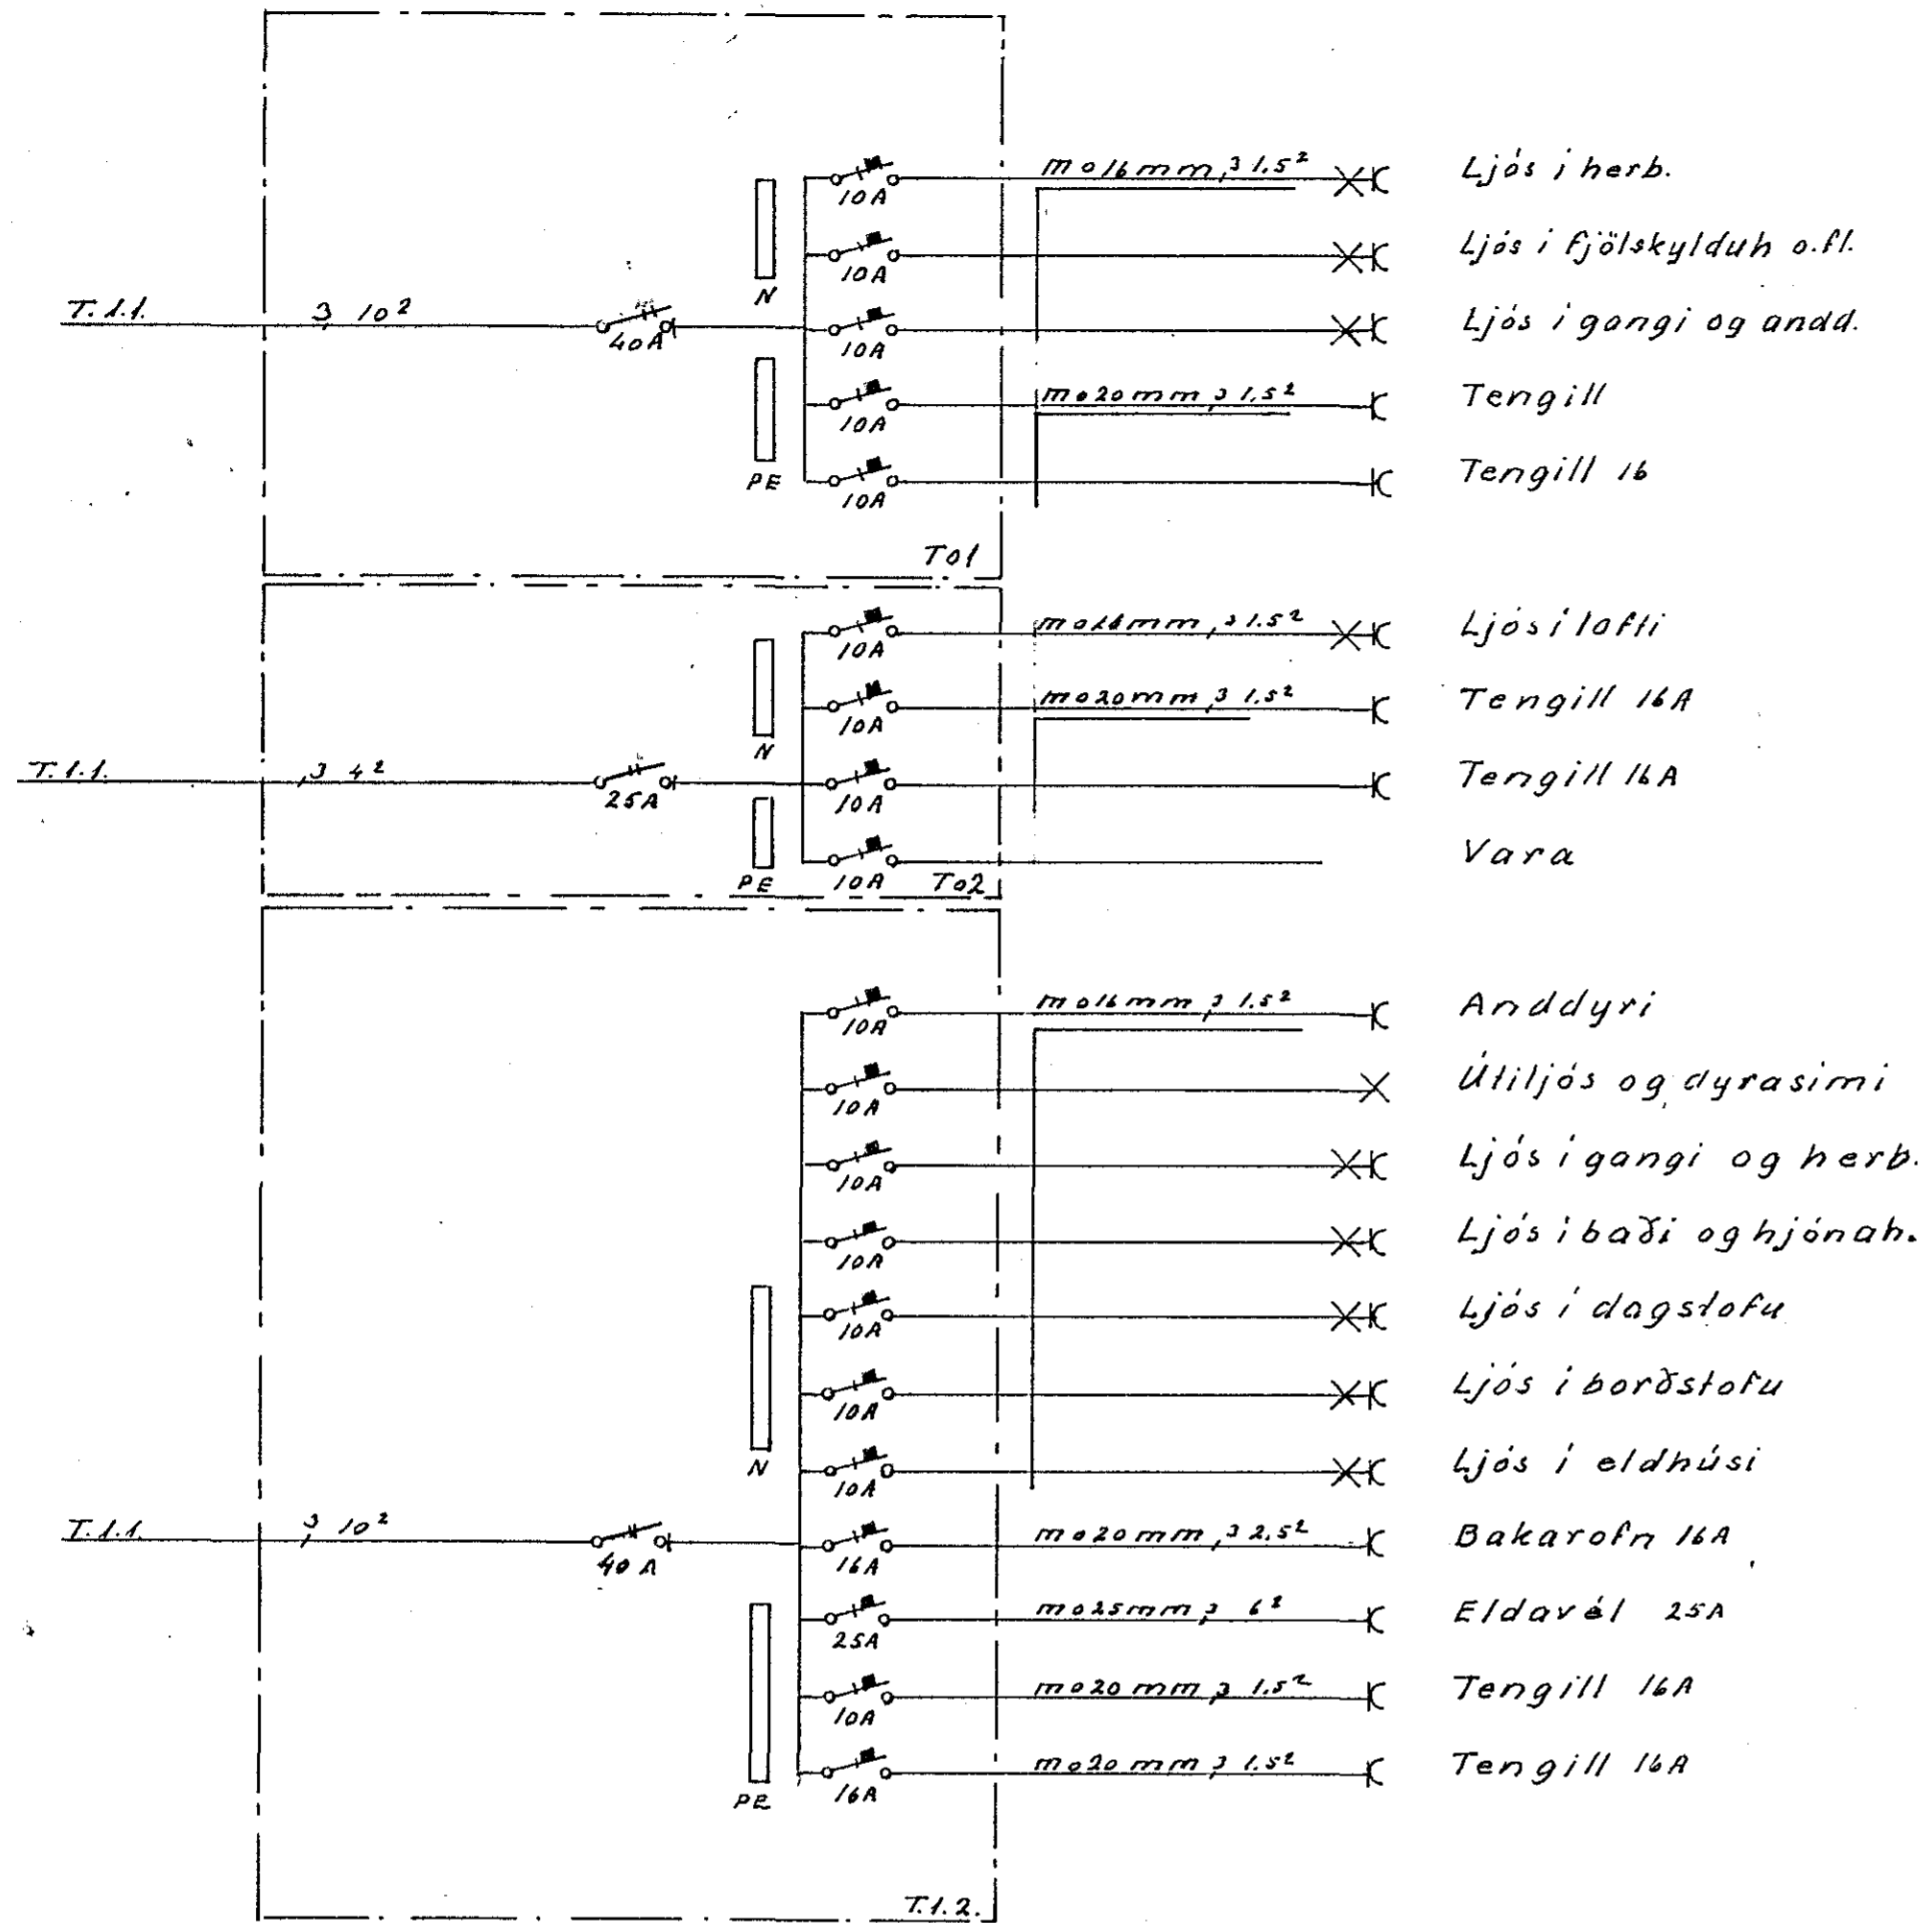 mo16mm, 3 1.5² Ljós í herb.
10A
Ljós í fjölskylduh o.fl.
10A
N
T.1.1. 3 10² 40A
Ljós í gangi og andd.
10A
mo20mm, 3 1.5² Tengill
10A
Tengill 16
PE 10A
T01
3 1.5² Ljós í lofti
10A
mo20mm, 3 1.5² Tengill 16A
10A
N
T.1.1. 3 4² 25A
Tengill 16A
10A
Vara
PE 10A T02
mo16mm, 3 1.5² Anddyri
10A
Útiljós og dyrasimi
10A
Ljós í gangi og herb.
10A
Ljós í baði og hjónah.
10A
Ljós í dagstofu
10A
Ljós í borðstofu
10A
N
Ljós í eldhúsi
10A
T.1.1. 3 10² 40A
mo20mm, 3 2.5² Bakarofn 16A
16A
mo25mm, 3 6² Eldavél 25A
25A
mo20mm, 3 1.5² Tengill 16A
10A
mo20mm, 3 1.5² Tengill 16A
PE 16A
T.1.2.